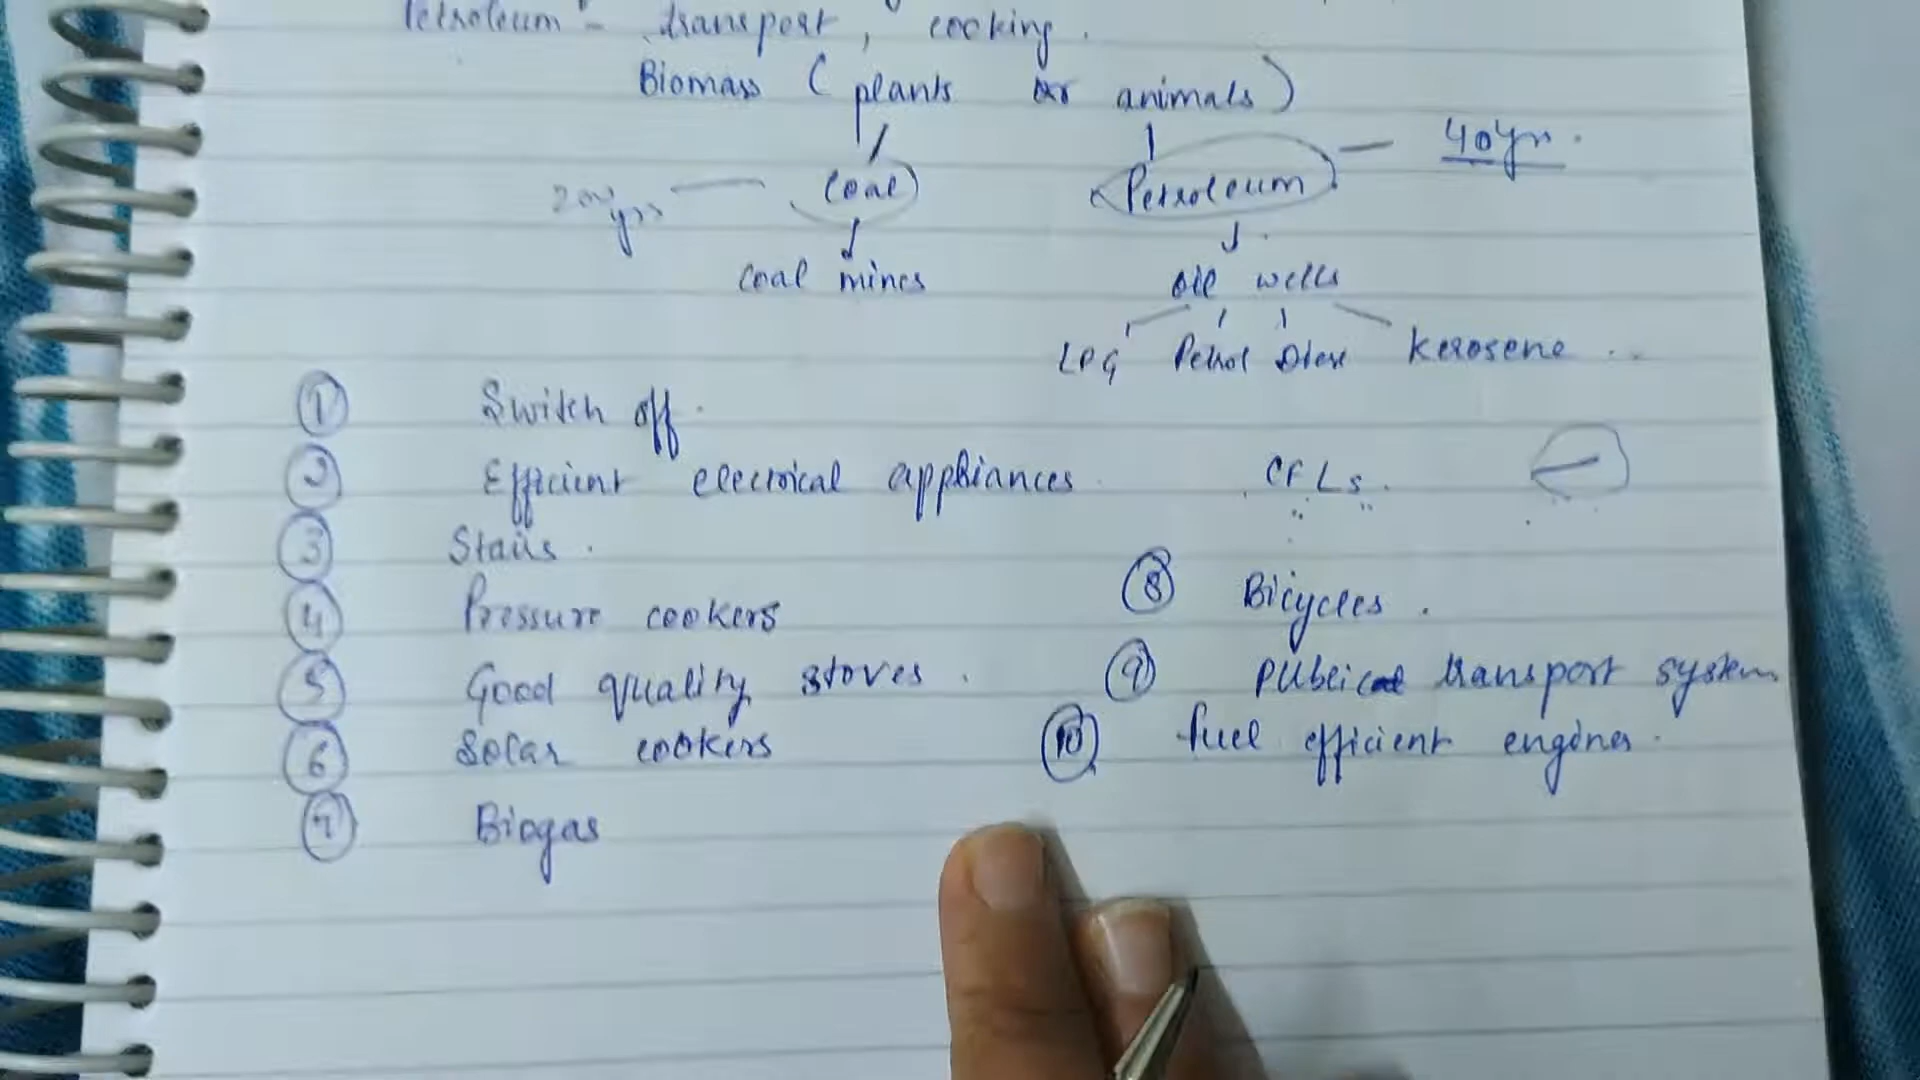 Petroleum - transport, cooking.
Biomass (plants or animals)
200 yrs — Coal
Petroleum — 40yrs.
Coal mines
Oil wells
LPG Petrol Diesel Kerosene ..
① Switch off.
② Efficient electrical appliances. CFLs.
③ Stairs.
④ Pressure cookers
⑤ Good quality stoves.
⑥ Solar cookers
⑦ Biogas
⑧ Bicycles.
⑨ Public transport system
⑩ fuel efficient engines.